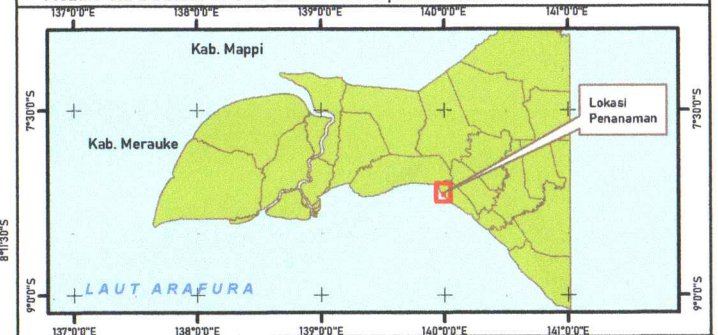 137°0'0"E 138°0'0"E 139°0'0"E 140°0'0"E 141°0'0"E
Kab. Mappi
7°30'0"S
7°30'0"S
Lokasi
Penanaman
Kab. Merauke
8°11'30"S
LAUT ARAFURA
9°0'0"S
9°0'0"S
137°0'0"E 138°0'0"E 139°0'0"E 140°0'0"E 141°0'0"E